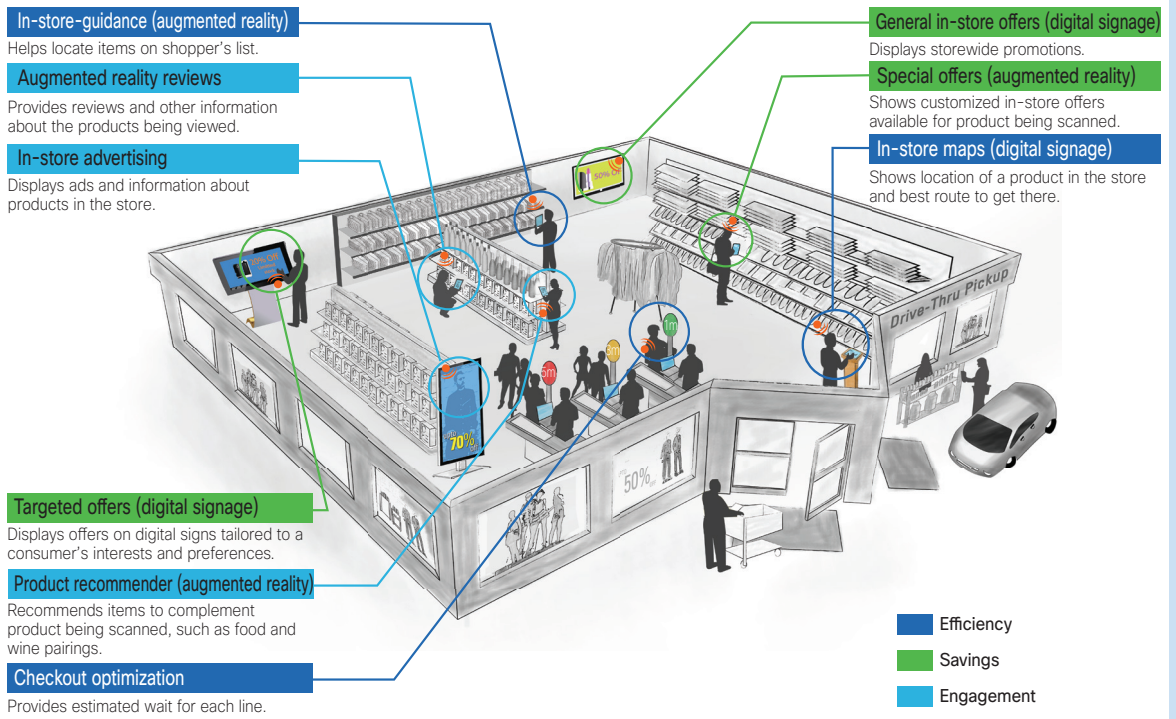 In-store-guidance (augmented reality)
Helps locate items on shopper's list.
Augmented reality reviews
Provides reviews and other information
about the products being viewed.
In-store advertising
Displays ads and information about
products in the store.
General in-store offers (digital signage)
Displays storewide promotions.
Special offers (augmented reality)
Shows customized in-store offers
available for product being scanned.
In-store maps (digital signage)
Shows location of a product in the store
and best route to get there.
50% Off
Drive-Thru Pickup
1m
5m
70%
50%
Targeted offers (digital signage)
Displays offers on digital signs tailored to a
consumer's interests and preferences.
Product recommender (augmented reality)
Recommends items to complement
product being scanned, such as food and
wine pairings.
Checkout optimization
Provides estimated wait for each line.
Efficiency
Savings
Engagement